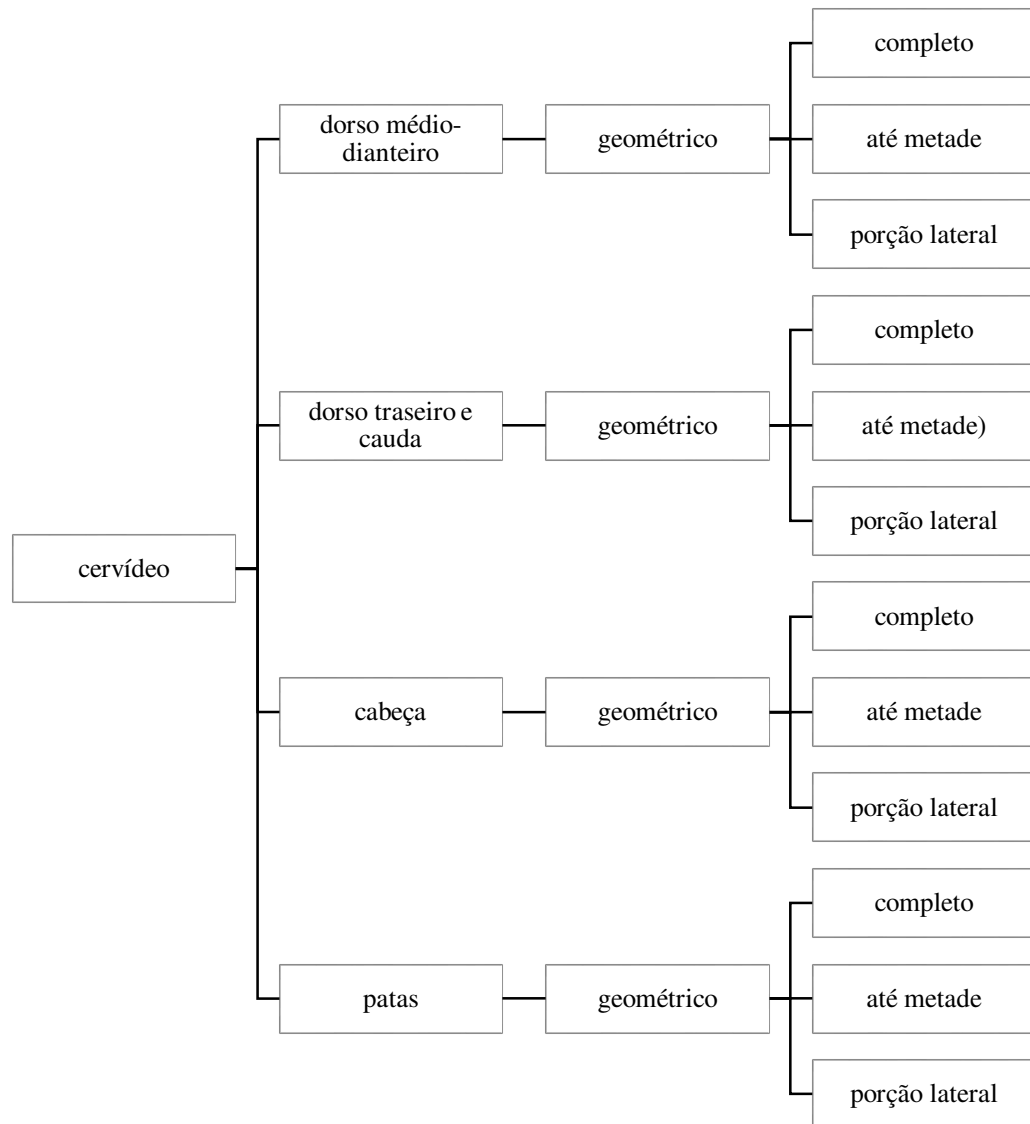 completo
dorso médio-
dianteiro
geométrico
até metade
porção lateral
completo
dorso traseiro e
cauda
geométrico
até metade)
porção lateral
cervídeo
completo
cabeça
geométrico
até metade
porção lateral
completo
patas
geométrico
até metade
porção lateral